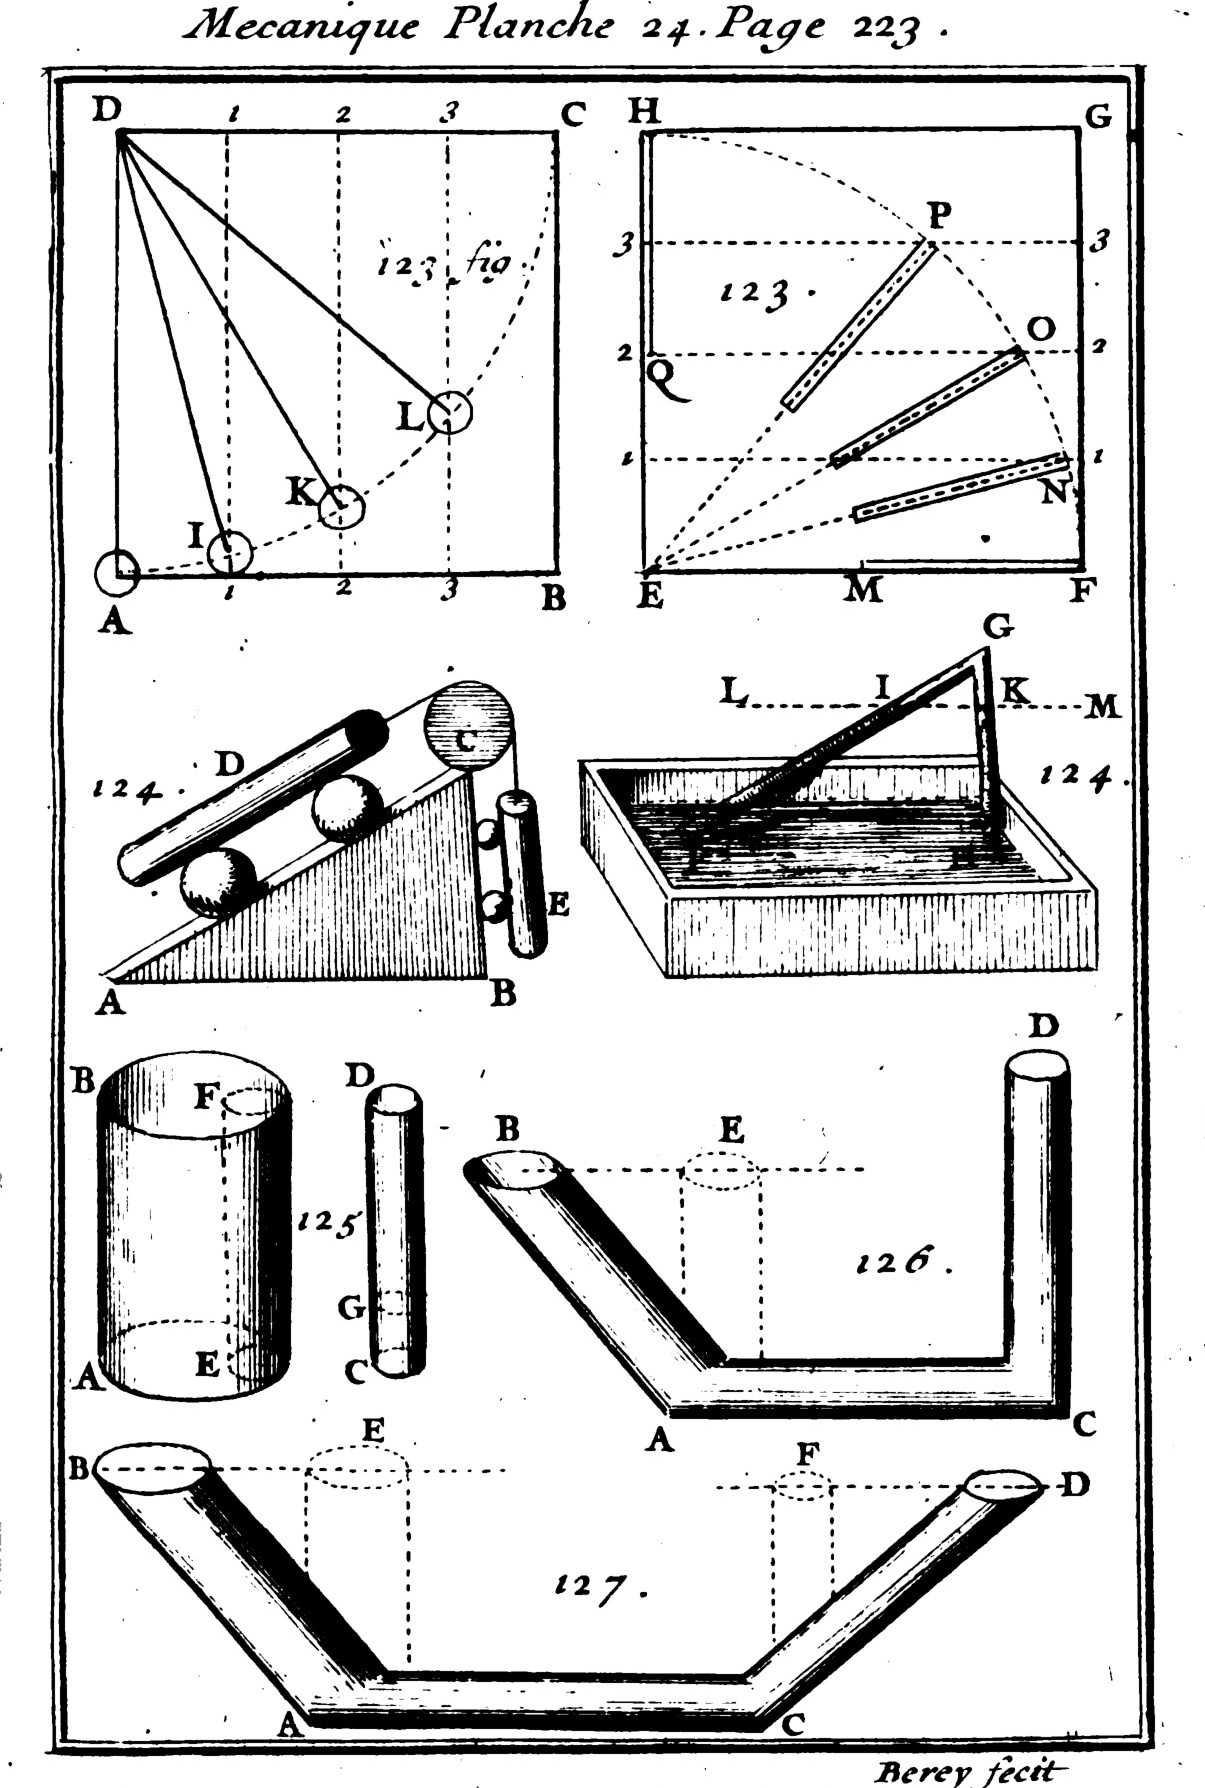 Mecanique Planche 24. Page 223.
D 1 2 3 C
123 fig.
L
K
I
A 1 2 3 B
H G
P
3 3
123.
O
2 2
Q
1 1
N
E M F
C
D
124.
E
A B
G
L I K M
124.
B F
D
125
G
A E C
D
B E
126.
A C
B E
F D
127.
A C
Berey fecit